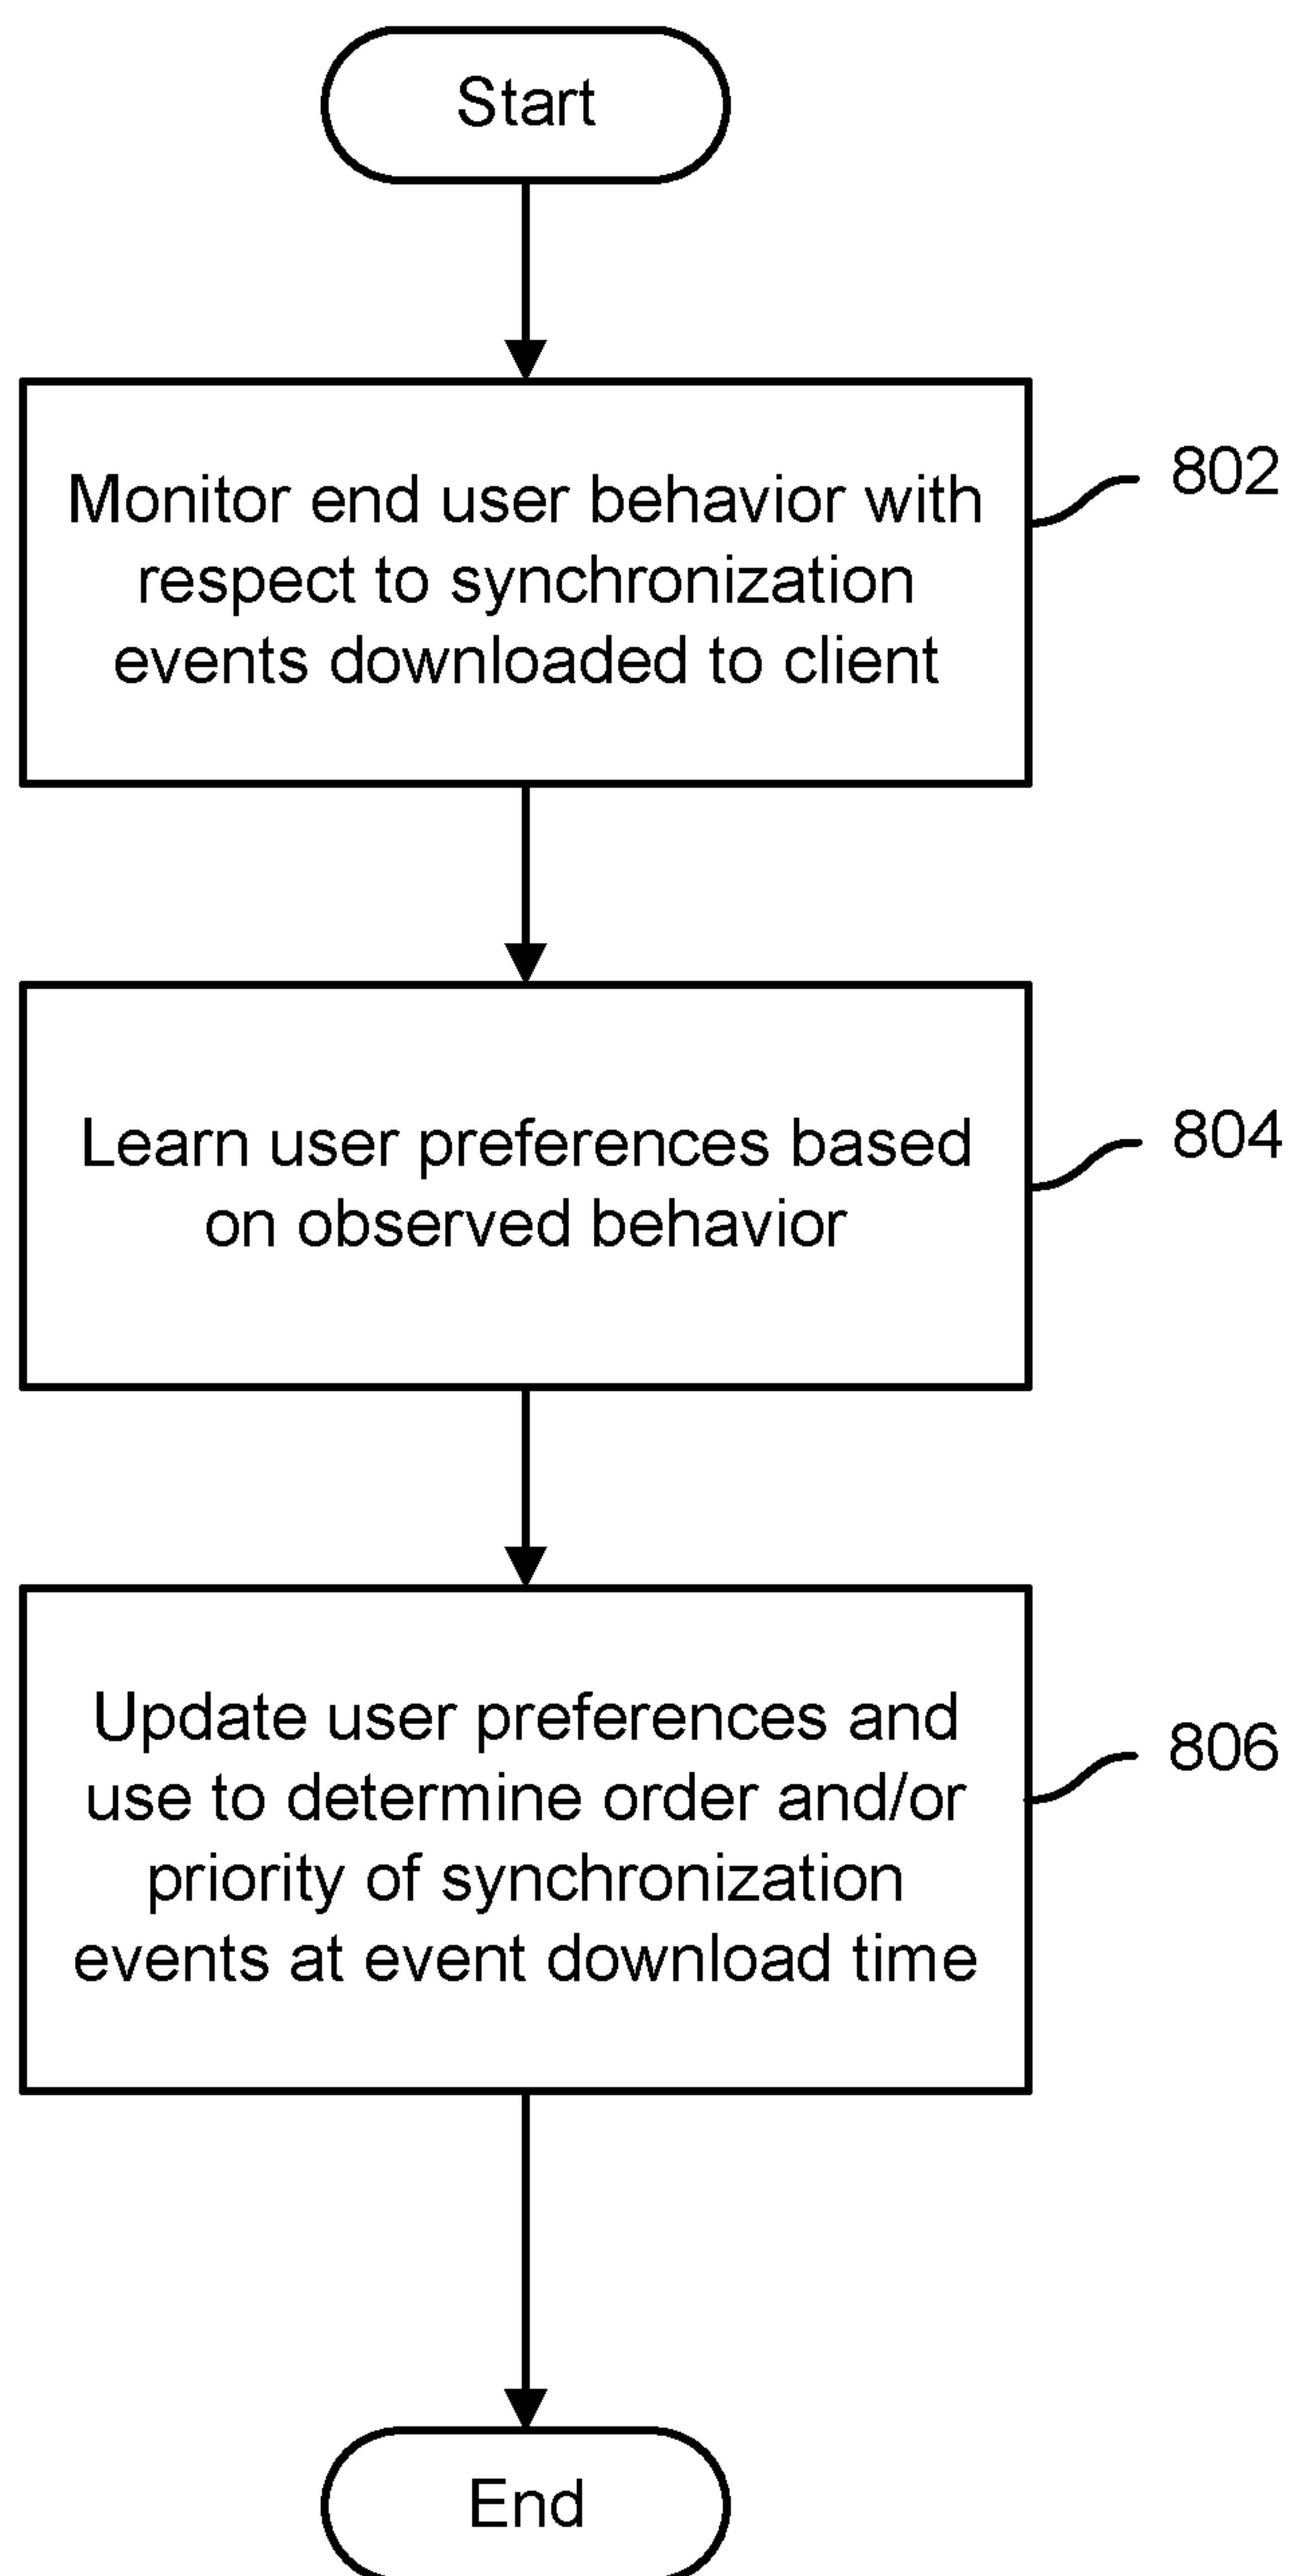 Start
Monitor end user behavior with
respect to synchronization
events downloaded to client
802
Learn user preferences based
on observed behavior
804
Update user preferences and
use to determine order and/or
priority of synchronization
events at event download time
806
End